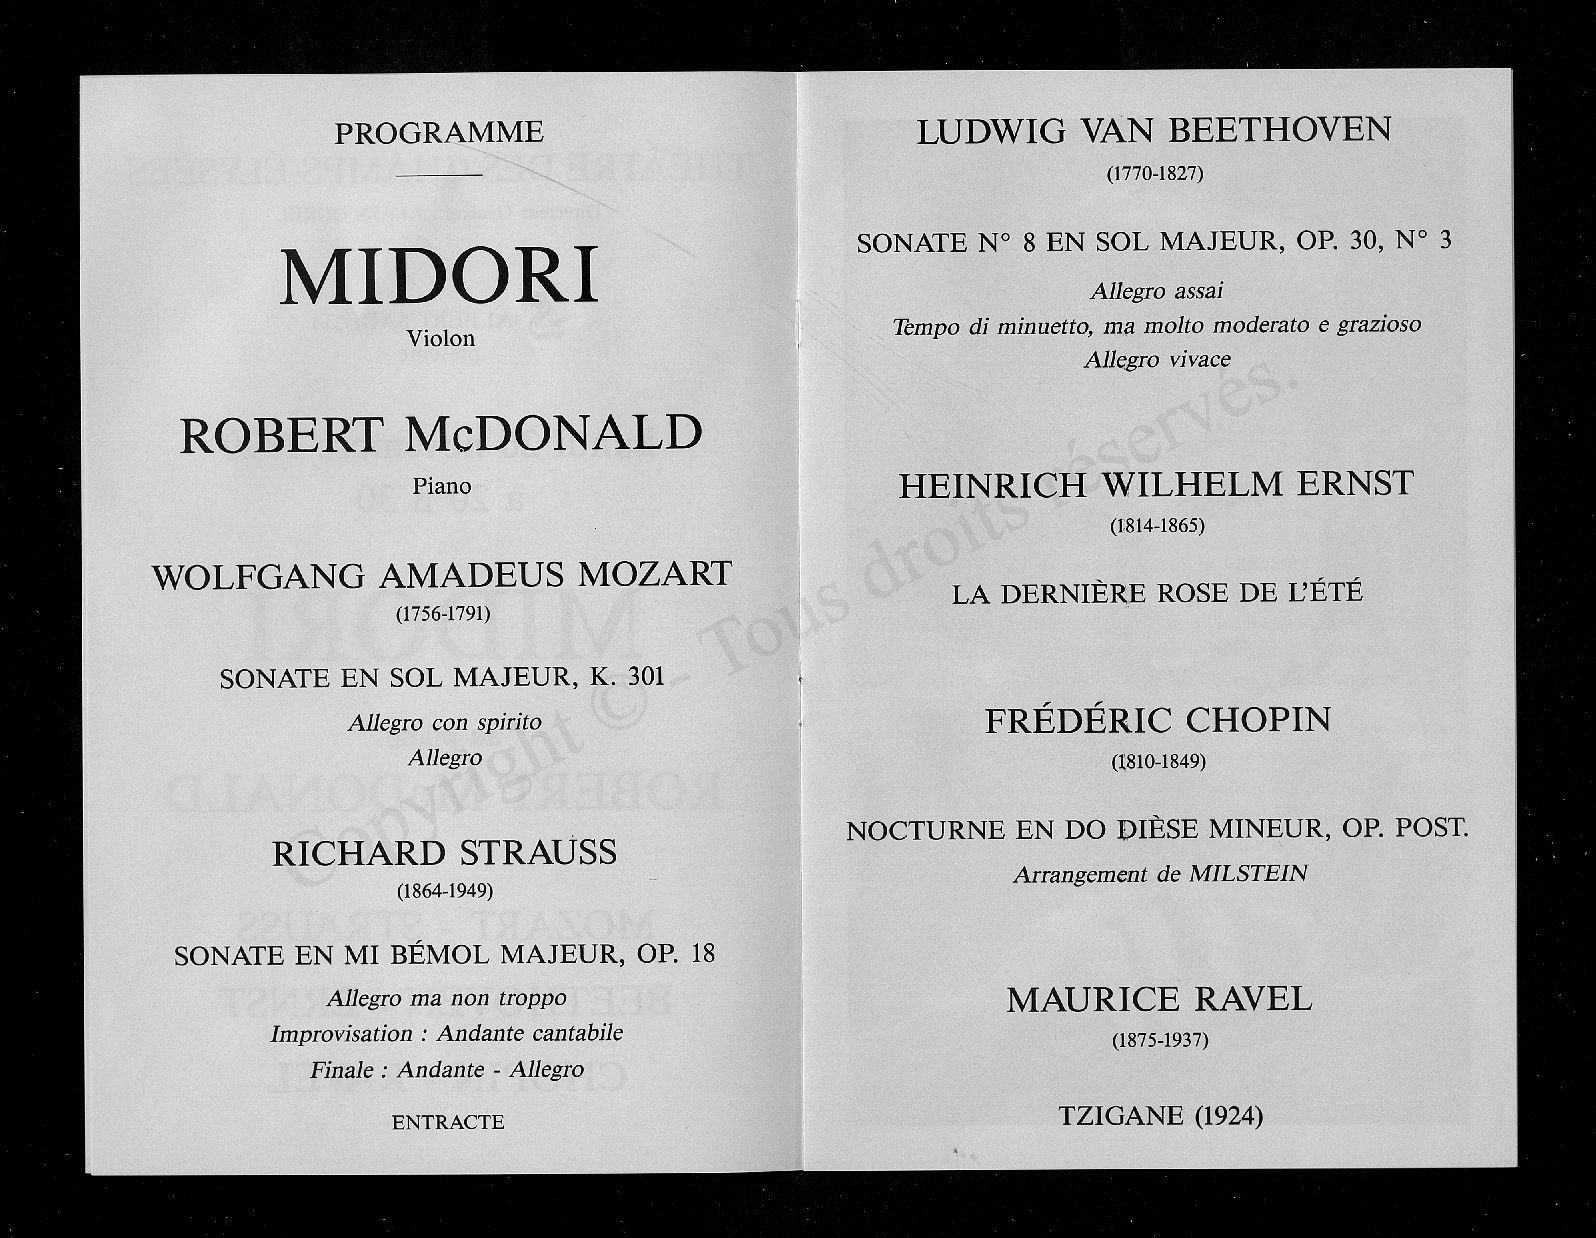 PROGRAMME
MIDORI
Violon
ROBERT McDONALD
Piano
WOLFGANG AMADEUS MOZART
(1756-1791)
SONATE EN SOL MAJEUR, K. 301
Allegro con spirito
Allegro
RICHARD STRAUSS
(1864-1949)
SONATE EN MI BÉMOL MAJEUR, OP. 18
Allegro ma non troppo
Improvisation : Andante cantabile
Finale : Andante - Allegro
ENTRACTE
LUDWIG VAN BEETHOVEN
(1770-1827)
SONATE N° 8 EN SOL MAJEUR, OP. 30, N° 3
Allegro assai
Tempo di minuetto, ma molto moderato e grazioso
Allegro vivace
HEINRICH WILHELM ERNST
(1814-1865)
LA DERNIÈRE ROSE DE L'ÉTÉ
FRÉDÉRIC CHOPIN
(1810-1849)
NOCTURNE EN DO DIÈSE MINEUR, OP. POST.
Arrangement de MILSTEIN
MAURICE RAVEL
(1875-1937)
TZIGANE (1924)
Copyright © - Tous droits réservés.